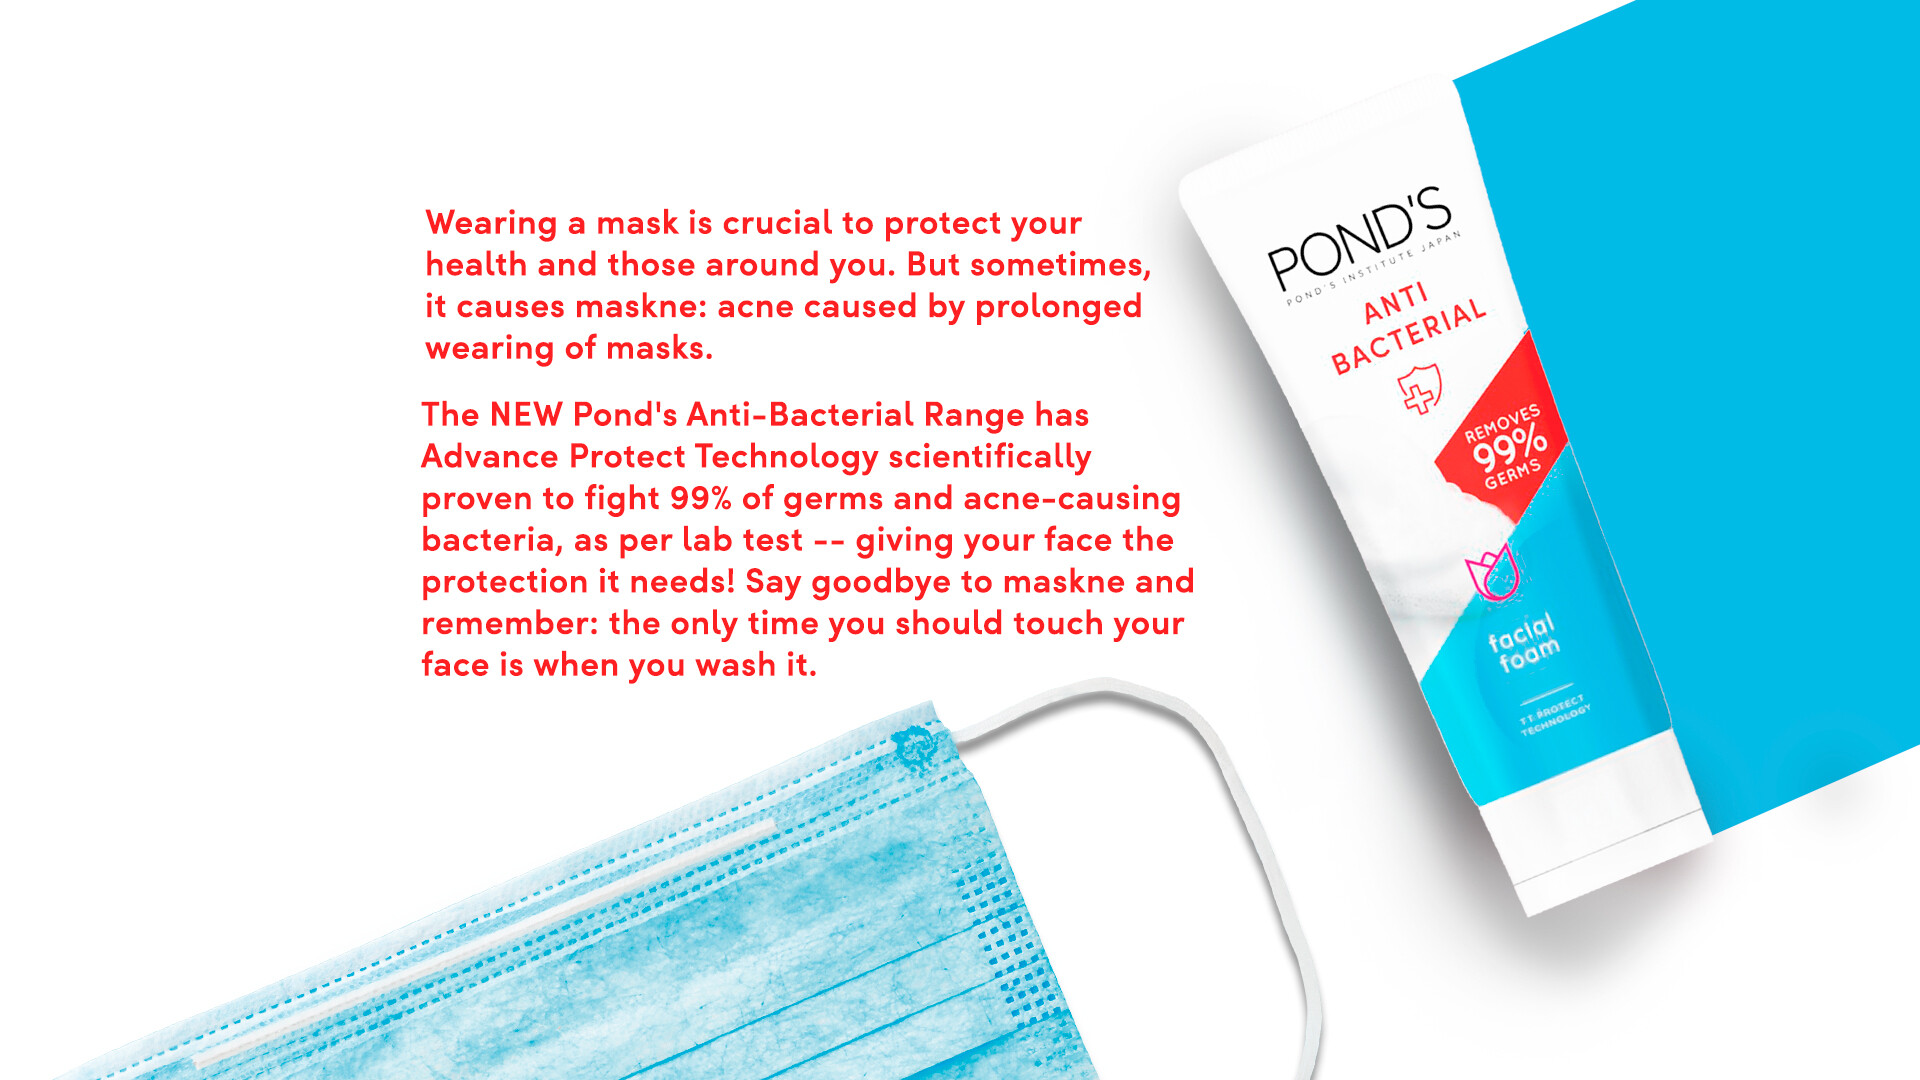 Wearing a mask is crucial to protect your
health and those around you. But sometimes,
it causes maskne: acne caused by prolonged
wearing of masks.
The NEW Pond's Anti-Bacterial Range has
Advance Protect Technology scientifically
proven to fight 99% of germs and acne-causing
bacteria, as per lab test -- giving your face the
protection it needs! Say goodbye to maskne and
remember: the only time you should touch your
face is when you wash it.
POND'S
POND'S INSTITUTE JAPAN
ANTI
BACTERIAL
REMOVES
99%
GERMS
facial
foam
PROTECT
TECHNOLOGY